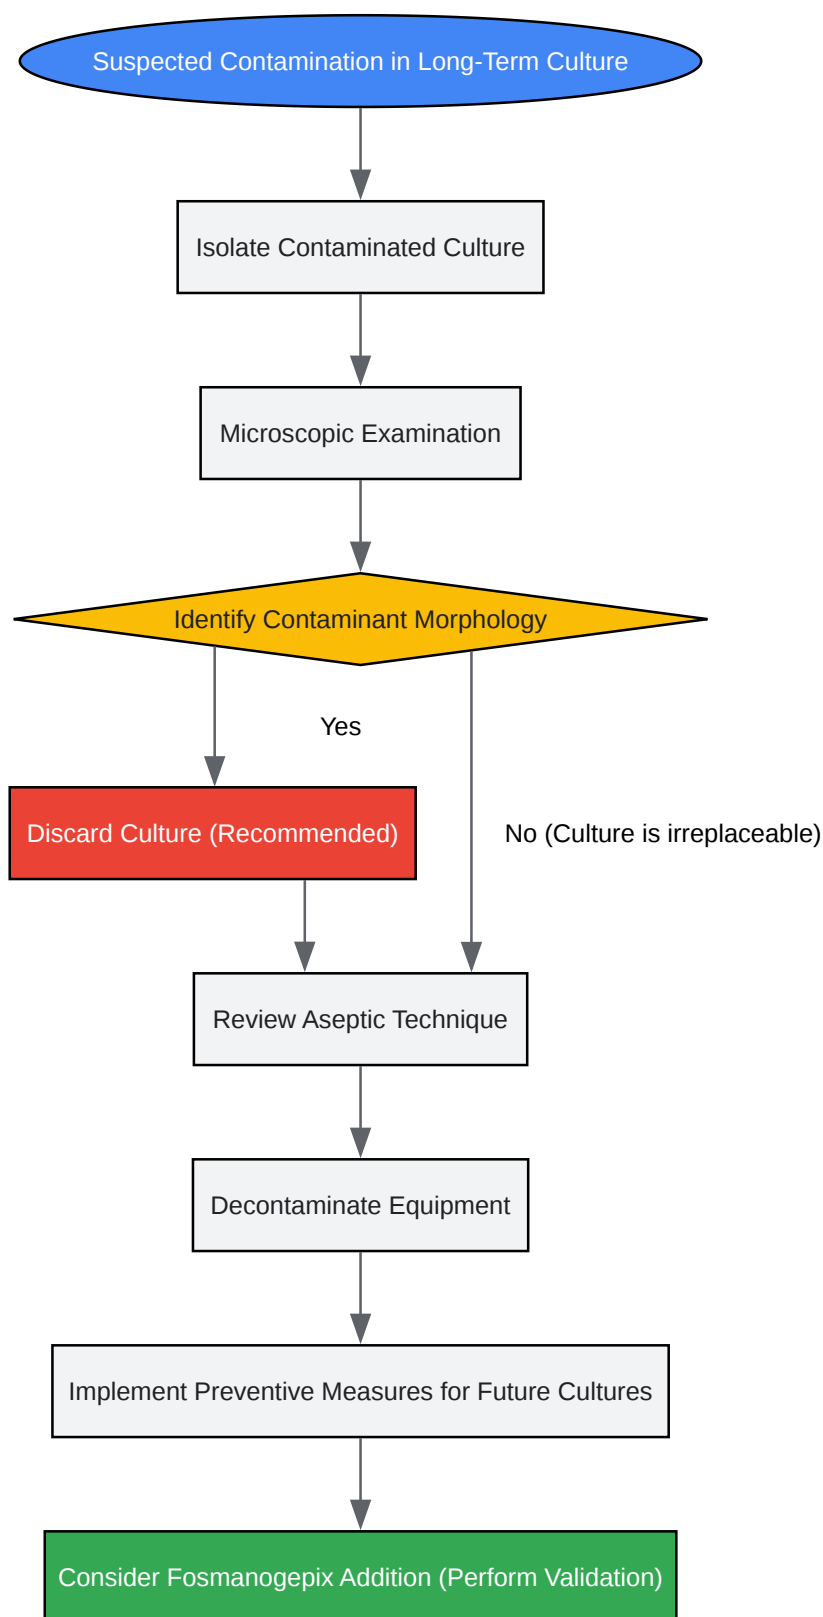 Suspected Contamination in Long-Term Culture
Isolate Contaminated Culture
Microscopic Examination
Identify Contaminant Morphology
Yes
Discard Culture (Recommended)
No (Culture is irreplaceable)
Review Aseptic Technique
Decontaminate Equipment
Implement Preventive Measures for Future Cultures
Consider Fosmanogepix Addition (Perform Validation)